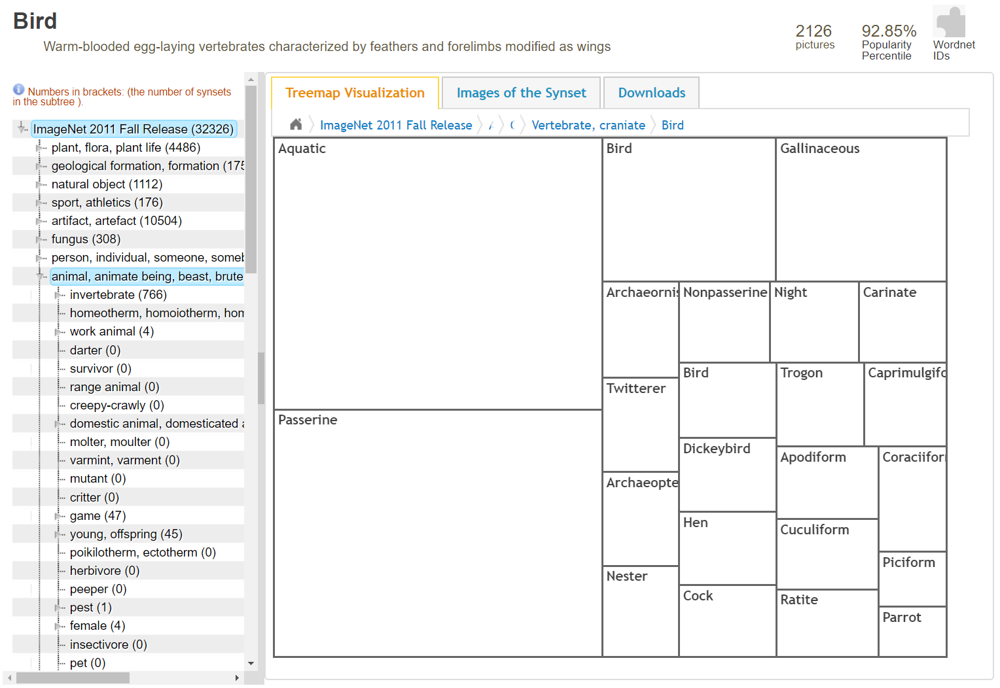 Bird
Warm-blooded egg-laying vertebrates characterized by feathers and forelimbs modified as wings
2126
pictures
92.85%
Popularity
Percentile
Wordnet
IDs
Numbers in brackets: (the number of synsets
in the subtree ).
ImageNet 2011 Fall Release (32326)
plant, flora, plant life (4486)
geological formation, formation (175
natural object (1112)
sport, athletics (176)
artifact, artefact (10504)
fungus (308)
person, individual, someone, someb
animal, animate being, beast, brute
invertebrate (766)
homeotherm, homoiotherm, hom
work animal (4)
darter (0)
survivor (0)
range animal (0)
creepy-crawly (0)
domestic animal, domesticated a
molter, moulter (0)
varmint, varment (0)
mutant (0)
critter (0)
game (47)
young, offspring (45)
poikilotherm, ectotherm (0)
herbivore (0)
peeper (0)
pest (1)
female (4)
insectivore (0)
pet (0)
Treemap Visualization
Images of the Synset
Downloads
ImageNet 2011 Fall Release
Vertebrate, craniate
Bird
Aquatic
Bird
Gallinaceous
Archaeornis
Nonpasserine
Night
Carinate
Bird
Trogon
Caprimulgifo
Twitterer
Passerine
Dickeybird
Apodiform
Coraciiform
Archaeopte
Hen
Cuculiform
Piciform
Nester
Cock
Ratite
Parrot